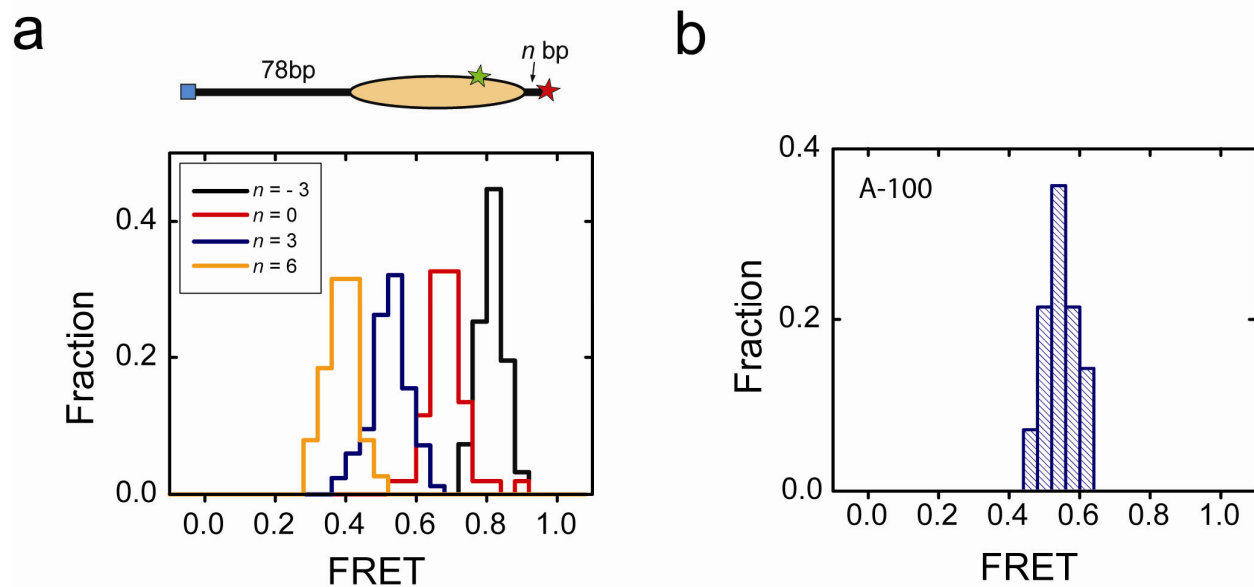 a
78bp
n bp
n = - 3
n = 0
n = 3
n = 6
Fraction
0.4
0.2
0.0
0.0 0.2 0.4 0.6 0.8 1.0
FRET
b
A-100
Fraction
0.4
0.2
0.0
0.0 0.2 0.4 0.6 0.8 1.0
FRET